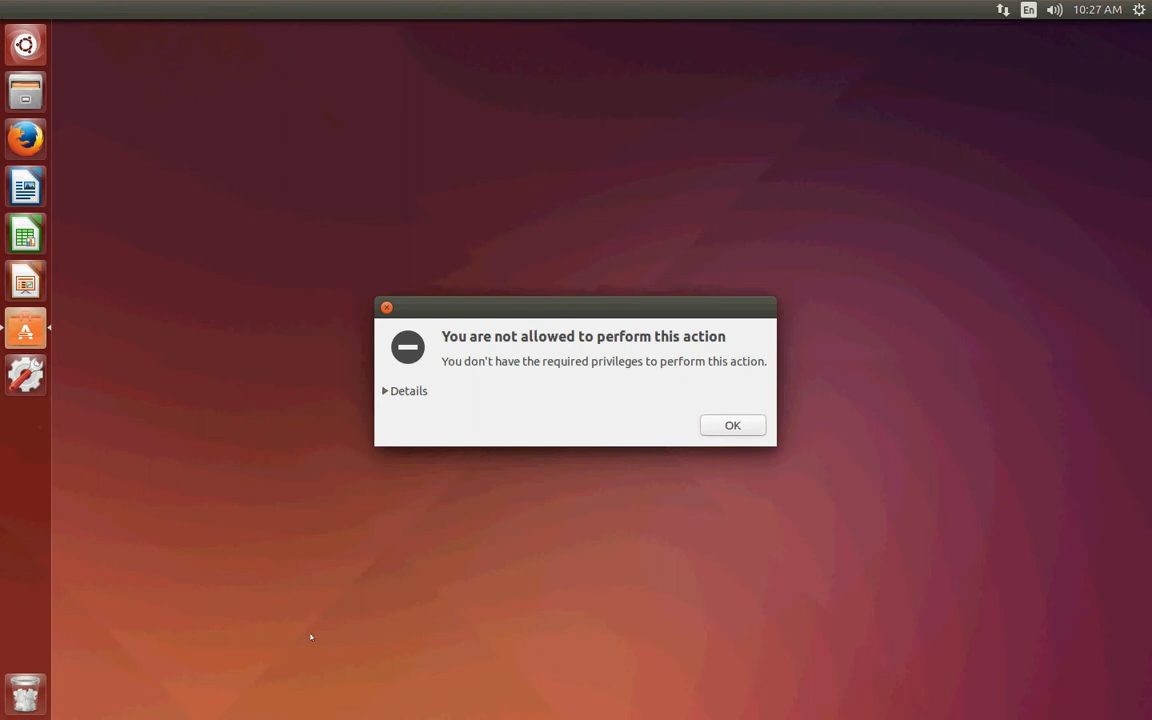 En
10:27 AM
You are not allowed to perform this action
You don't have the required privileges to perform this action.
Details
OK